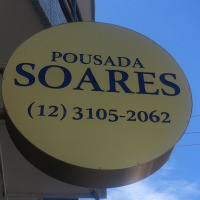 POUSADA
SOARES
(12) 3105-2062